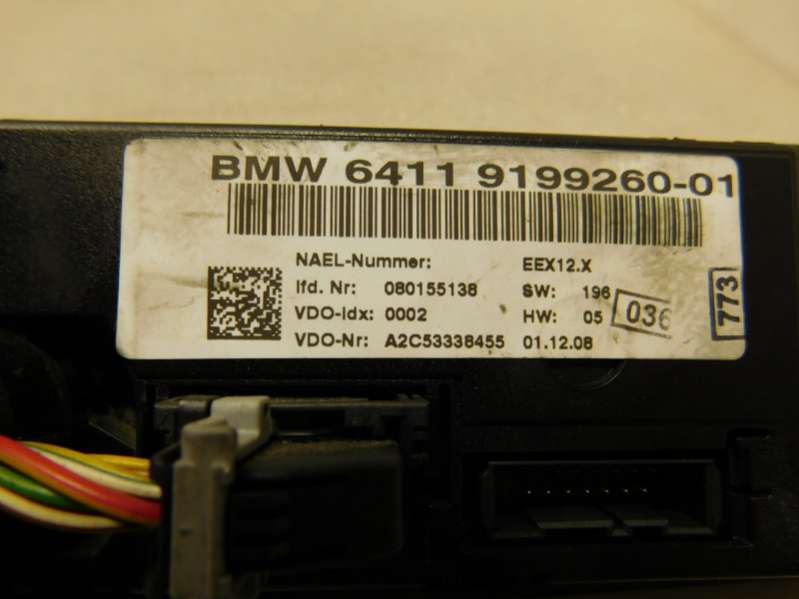 BMW 6411 9199260-01
NAEL-Nummer: EEX12.X
lfd. Nr: 080155138 SW: 196
VDO-idx: 0002 HW: 05 036
VDO-Nr: A2C53338455 01.12.08
773